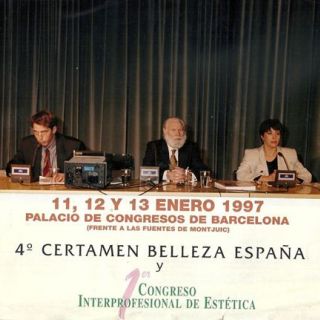 11, 12 Y 13 ENERO 1997
PALACIO DE CONGRESOS DE BARCELONA
(FRENTE A LAS FUENTES DE MONTJUIC)
4º CERTAMEN BELLEZA ESPAÑA
y
1er CONGRESO
INTERPROFESIONAL DE ESTÉTICA